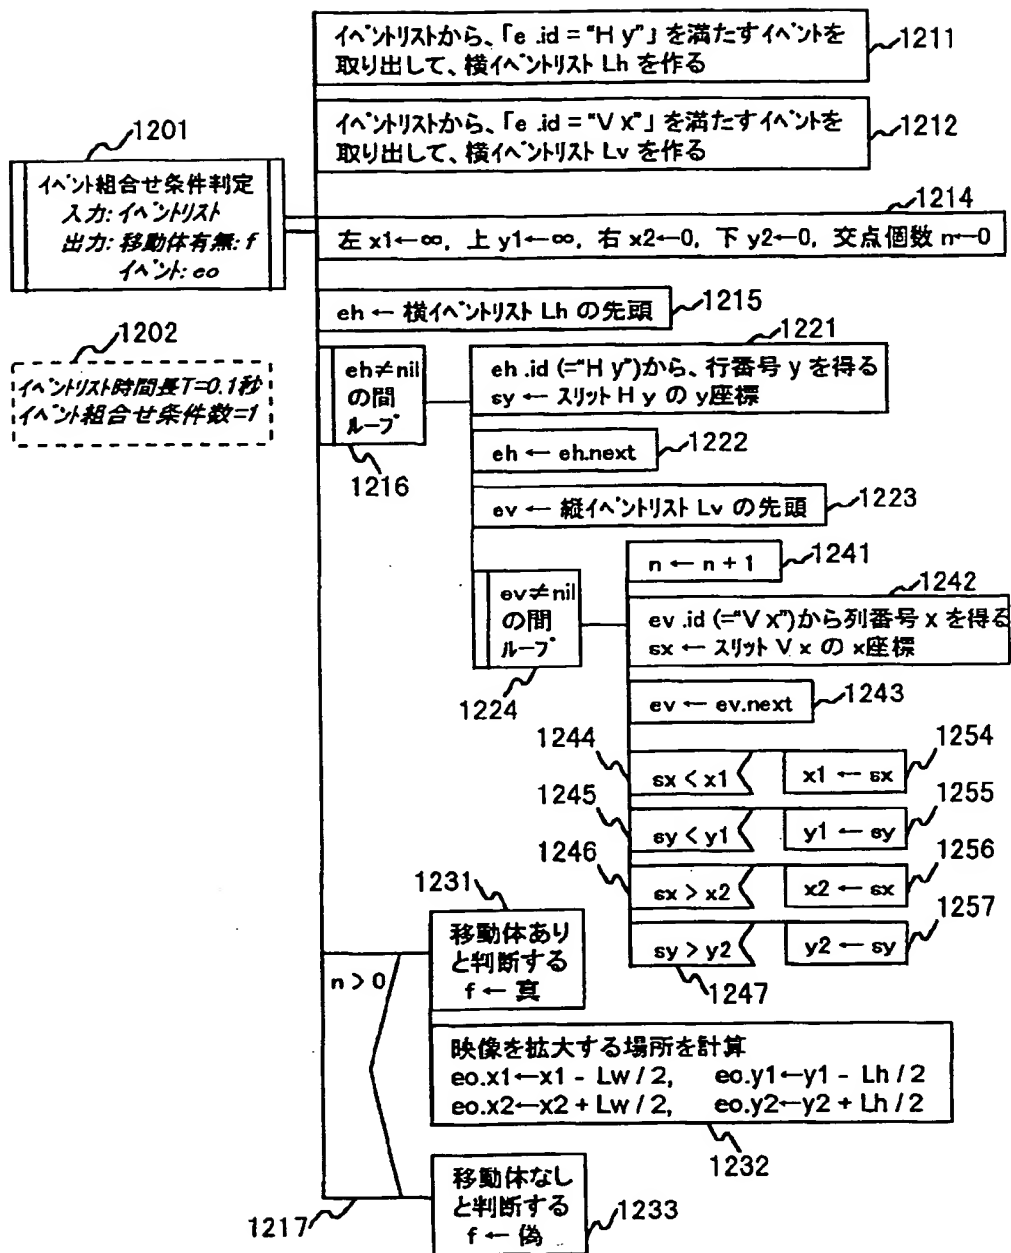 イベントリストから、「e .id = "H y"」を満たすイベントを
取り出して、横イベントリスト Lh を作る
1211
イベントリストから、「e .id = "V x"」を満たすイベントを
取り出して、横イベントリスト Lv を作る
1212
1201
イベント組合せ条件判定
入力: イベントリスト
出力: 移動体有無: f
イベント: eo
1214
左 x1←∞, 上 y1←∞, 右 x2←0, 下 y2←0, 交点個数 n←0
eh ← 横イベントリスト Lh の先頭
1215
1202
イベントリスト時間長T=0.1秒
イベント組合せ条件数=1
eh≠nil
の間
ループ
1216
1221
eh .id (="H y")から、行番号 y を得る
sy ← スリット H y の y座標
eh ← eh.next
1222
ev ← 縦イベントリスト Lv の先頭
1223
ev≠nil
の間
ループ
1224
n ← n + 1
1241
1242
ev .id (="V x")から列番号 x を得る
sx ← スリット V x の x座標
ev ← ev.next
1243
1244
sx < x1
x1 ← sx
1254
1245
sy < y1
y1 ← sy
1255
1246
sx > x2
x2 ← sx
1256
sy > y2
y2 ← sy
1257
1247
n > 0
1217
1231
移動体あり
と判断する
f ← 真
映像を拡大する場所を計算
eo.x1←x1 - Lw / 2, eo.y1←y1 - Lh / 2
eo.x2←x2 + Lw / 2, eo.y2←y2 + Lh / 2
1232
移動体なし
と判断する
f ← 偽
1233